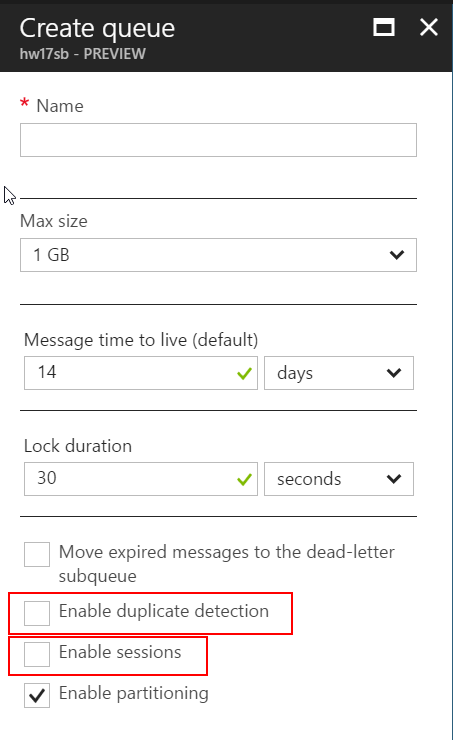 Create queue
hw17sb - PREVIEW
* Name
Max size
1 GB
Message time to live (default)
14 days
Lock duration
30 seconds
Move expired messages to the dead-letter
subqueue
Enable duplicate detection
Enable sessions
Enable partitioning